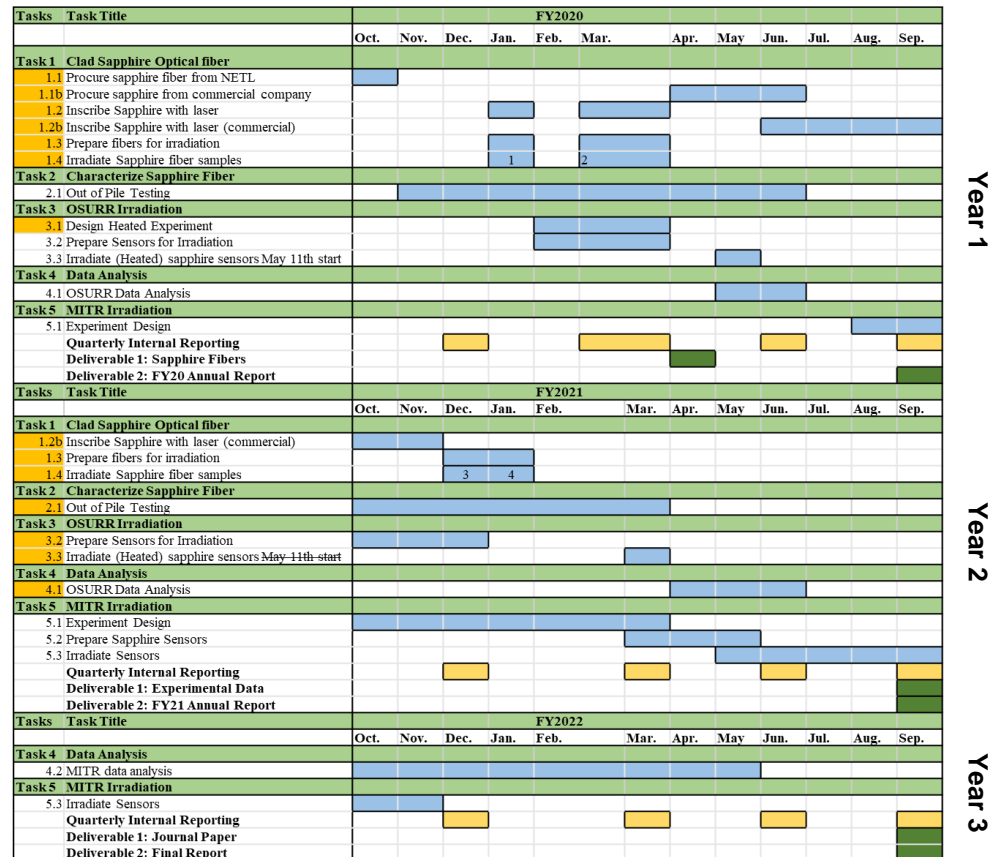 Tasks Task Title FY2020
Oct. Nov. Dec. Jan. Feb. Mar. Apr. May Jun. Jul. Aug. Sep.
Task 1 Clad Sapphire Optical fiber
1.1 Procure sapphire fiber from NETL
1.1b Procure sapphire from commercial company
1.2 Inscribe Sapphire with laser
1.2b Inscribe Sapphire with laser (commercial)
1.3 Prepare fibers for irradiation
1.4 Irradiate Sapphire fiber samples 1 2
Task 2 Characterize Sapphire Fiber
2.1 Out of Pile Testing
Task 3 OSURR Irradiation
3.1 Design Heated Experiment
3.2 Prepare Sensors for Irradiation
3.3 Irradiate (Heated) sapphire sensors May 11th start
Task 4 Data Analysis
4.1 OSURR Data Analysis
Task 5 MITR Irradiation
5.1 Experiment Design
Quarterly Internal Reporting
Deliverable 1: Sapphire Fibers
Deliverable 2: FY20 Annual Report
Year 1
Tasks Task Title FY2021
Oct. Nov. Dec. Jan. Feb. Mar. Apr. May Jun. Jul. Aug. Sep.
Task 1 Clad Sapphire Optical fiber
1.2b Inscribe Sapphire with laser (commercial)
1.3 Prepare fibers for irradiation
1.4 Irradiate Sapphire fiber samples 3 4
Task 2 Characterize Sapphire Fiber
2.1 Out of Pile Testing
Task 3 OSURR Irradiation
3.2 Prepare Sensors for Irradiation
3.3 Irradiate (Heated) sapphire sensors May 11th start
Task 4 Data Analysis
4.1 OSURR Data Analysis
Task 5 MITR Irradiation
5.1 Experiment Design
5.2 Prepare Sapphire Sensors
5.3 Irradiate Sensors
Quarterly Internal Reporting
Deliverable 1: Experimental Data
Deliverable 2: FY21 Annual Report
Year 2
Tasks Task Title FY2022
Oct. Nov. Dec. Jan. Feb. Mar. Apr. May Jun. Jul. Aug. Sep.
Task 4 Data Analysis
4.2 MITR data analysis
Task 5 MITR Irradiation
5.3 Irradiate Sensors
Quarterly Internal Reporting
Deliverable 1: Journal Paper
Deliverable 2: Final Report
Year 3